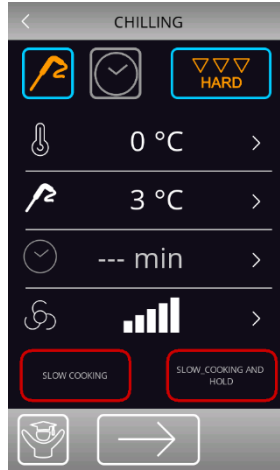 CHILLING
HARD
0 °C
3 °C
--- min
SLOW COOKING
SLOW_COOKING AND
HOLD